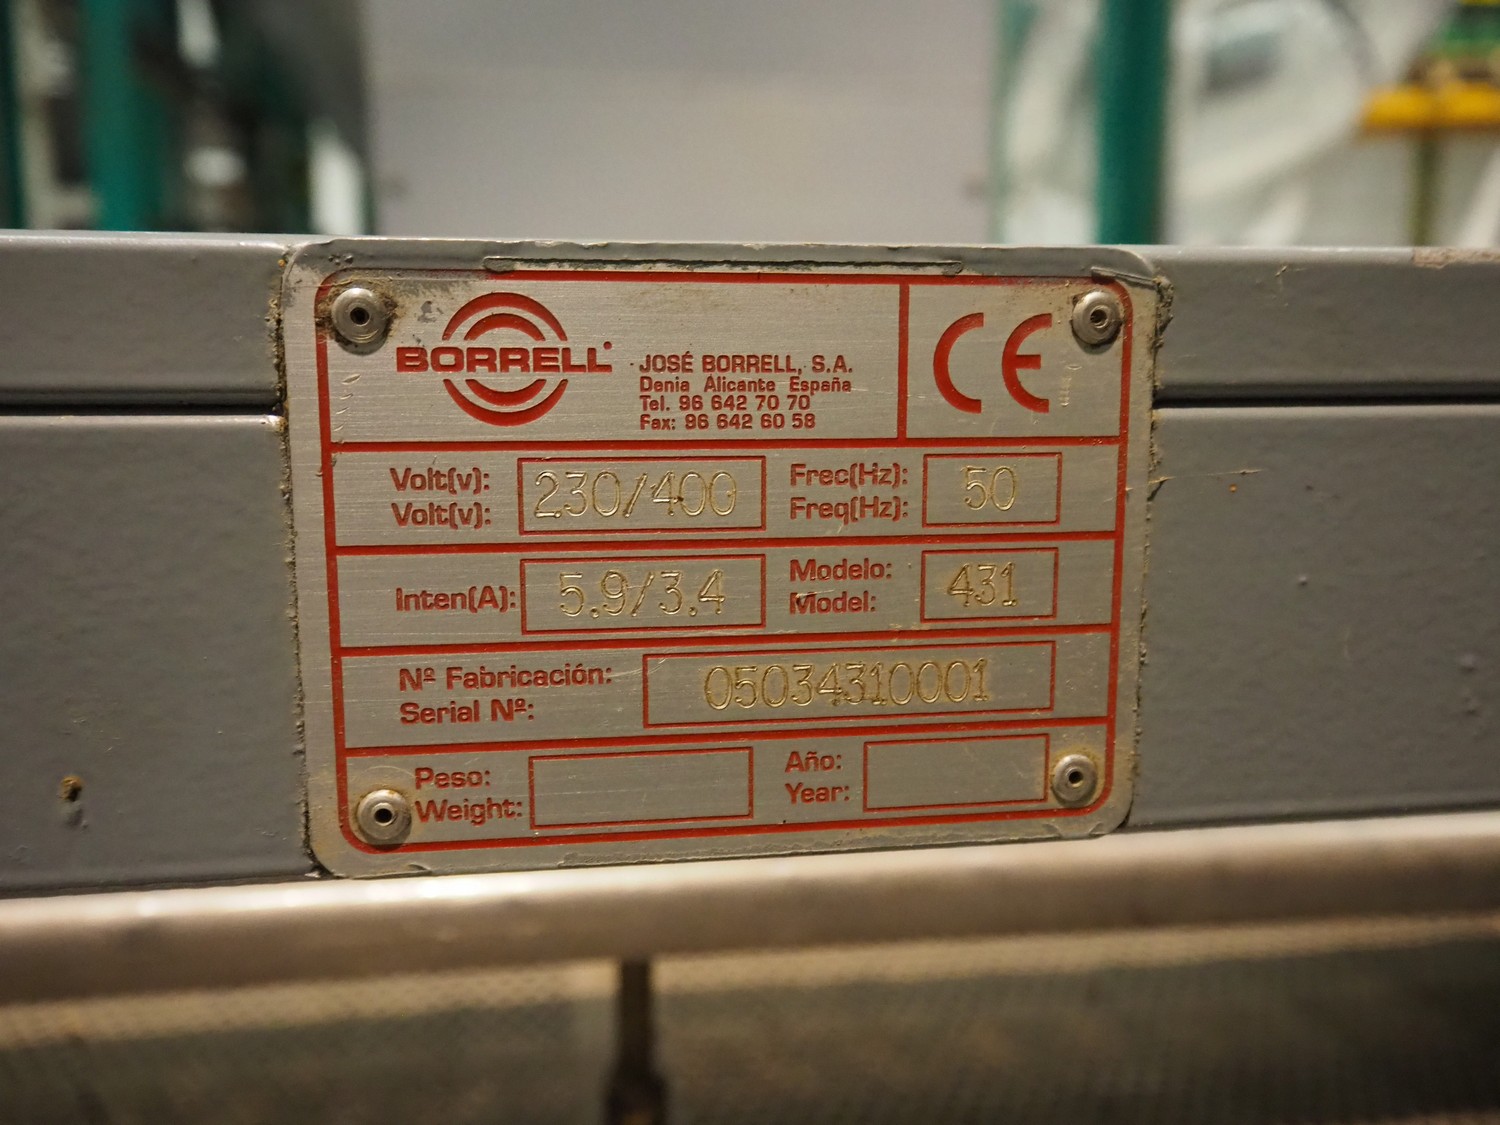 BORRELL
JOSÉ BORRELL, S.A.
Denia Alicante España
Tel. 96 642 70 70
Fax: 96 642 60 58
CE
Volt(v): 230/400 Frec(Hz): 50
Volt(v): Freq(Hz):
Inten(A): 5.9/3.4 Modelo: 431
Model:
Nº Fabricación: 05034310001
Serial Nº:
Peso: Año:
Weight: Year: